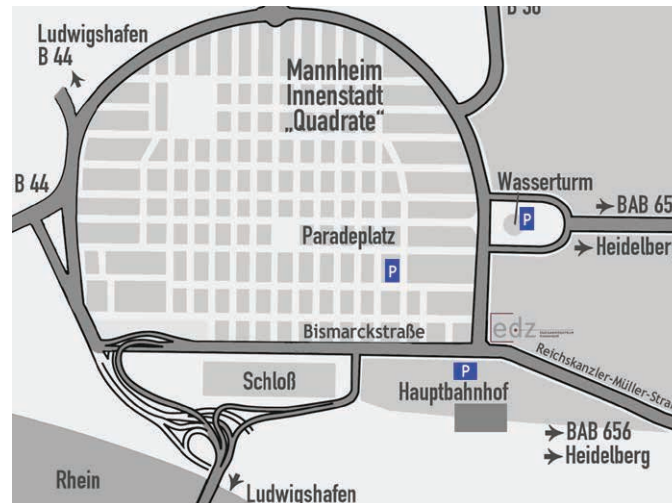 B 38
Ludwigshafen
B 44
Mannheim
Innenstadt
„Quadrate“
B 44
Wasserturm
P
BAB 65
Heidelber
Paradeplatz
P
Bismarckstraße
edz
Reichskanzler-Müller-Stra
Schloß
P
Hauptbahnhof
BAB 656
Heidelberg
Rhein
Ludwigshafen